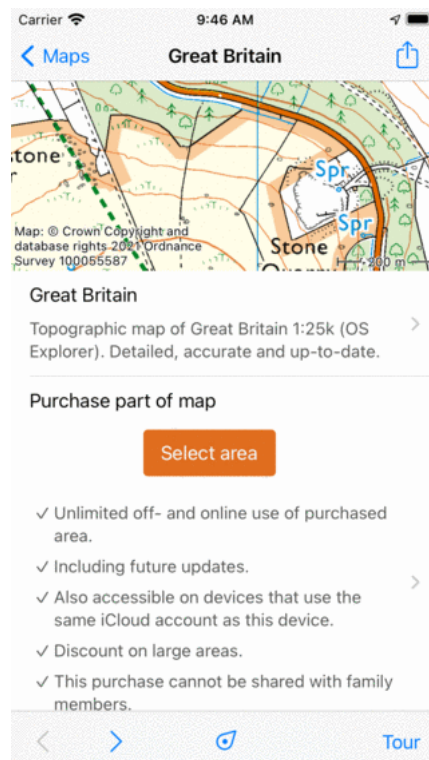 Carrier 9:46 AM
Maps Great Britain
tone
Spr
Spr
Map: © Crown Copyright and
database rights 2021 Ordnance
Survey 100055587
Stone
200 m
Great Britain
Topographic map of Great Britain 1:25k (OS
Explorer). Detailed, accurate and up-to-date.
Purchase part of map
Select area
✓ Unlimited off- and online use of purchased
area.
✓ Including future updates.
✓ Also accessible on devices that use the
same iCloud account as this device.
✓ Discount on large areas.
✓ This purchase cannot be shared with family
members.
Tour